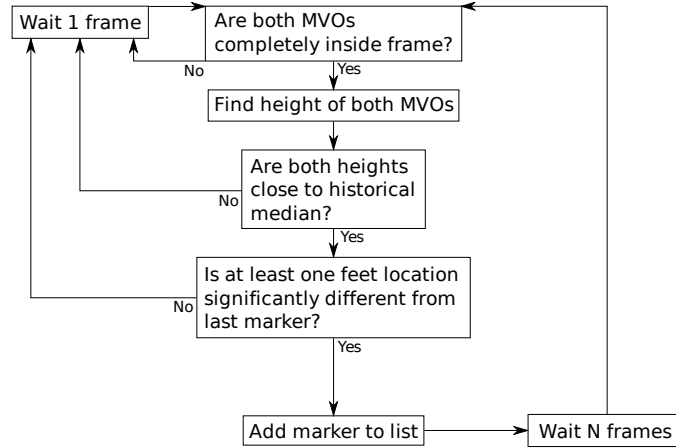 Wait 1 frame
Are both MVOs
completely inside frame?
No
Yes
Find height of both MVOs
Are both heights
close to historical
median?
No
Yes
Is at least one feet location
significantly different from
last marker?
No
Yes
Add marker to list
Wait N frames